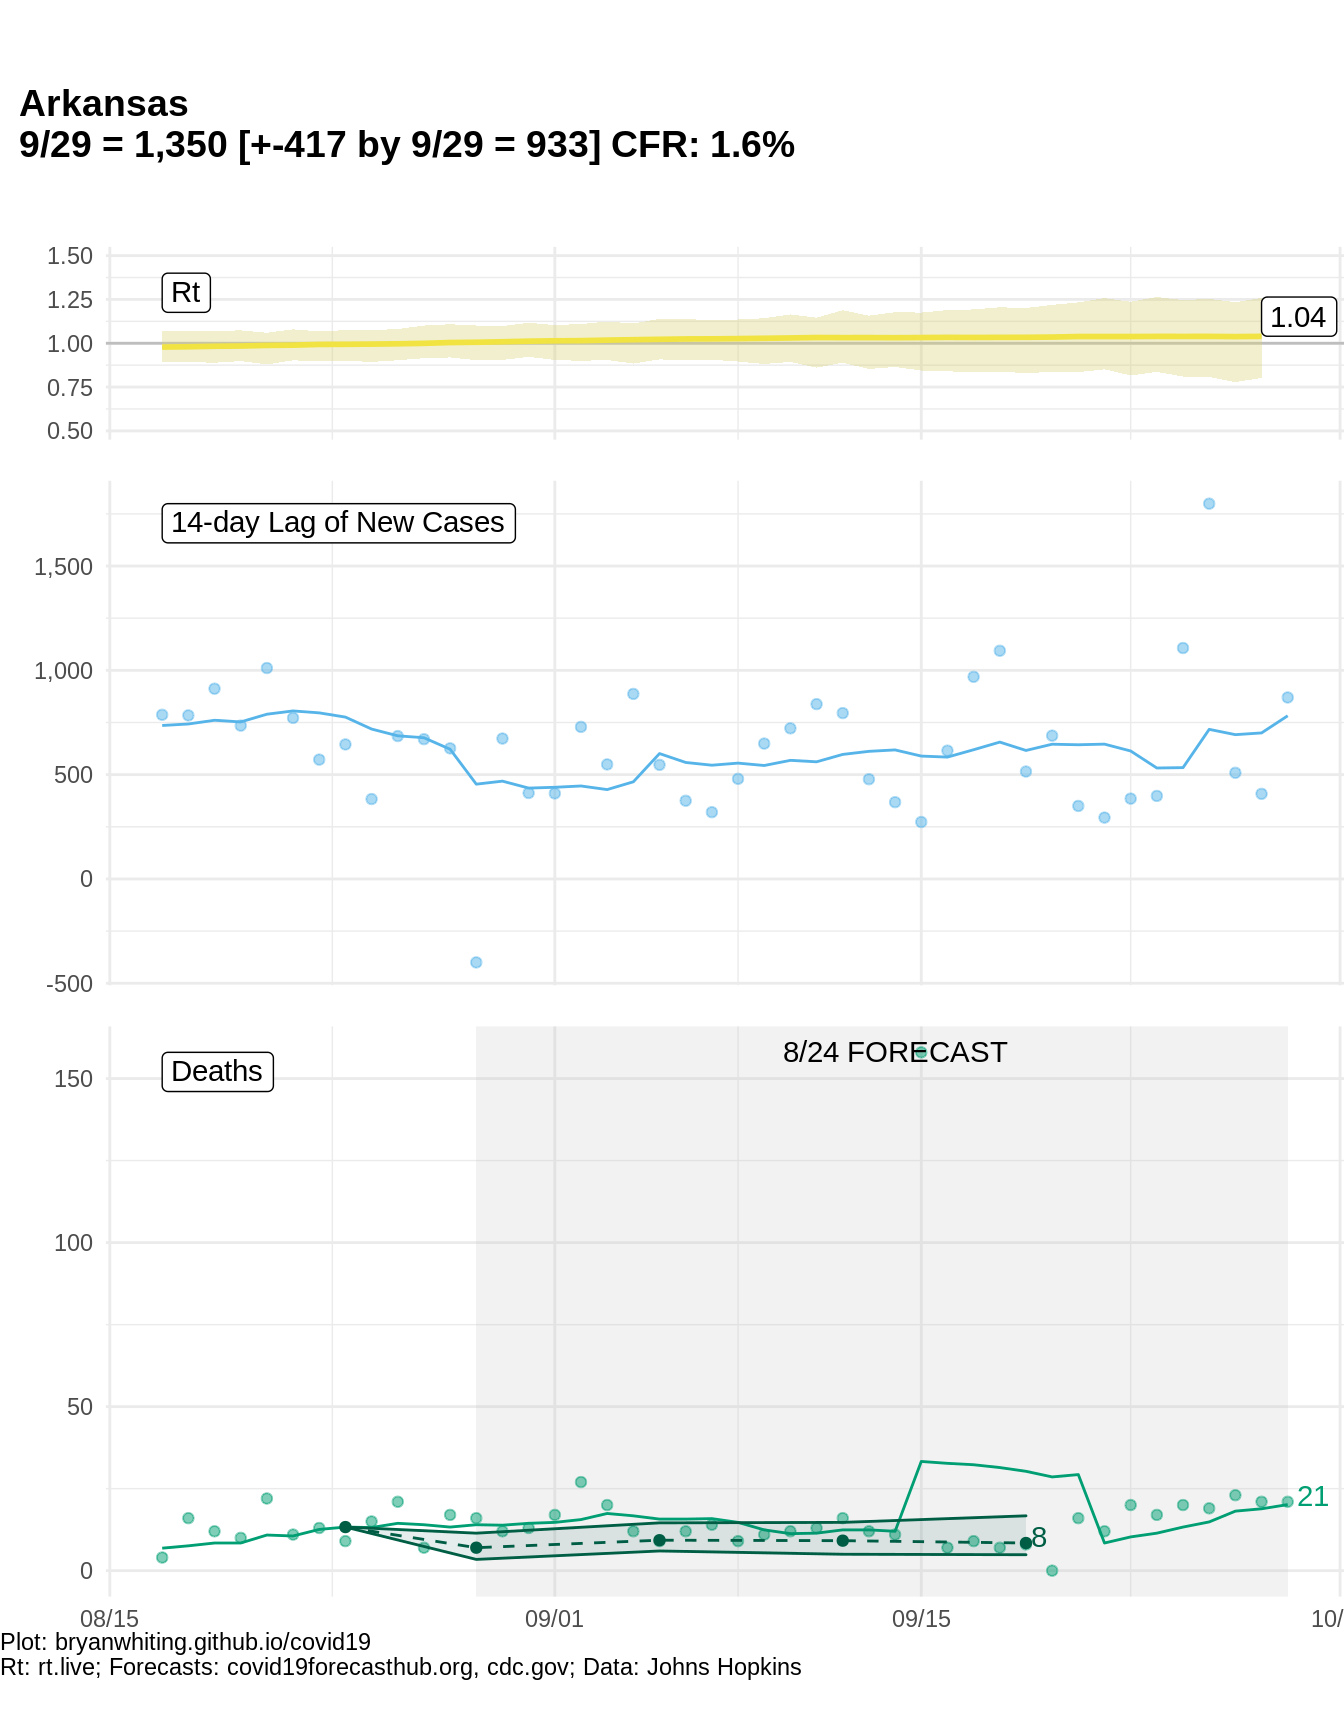 Arkansas
9/29 = 1,350 [+-417 by 9/29 = 933] CFR: 1.6%
1.50
1.25
1.00
0.75
0.50
Rt
1.04
14-day Lag of New Cases
1,500
1,000
500
0
-500
Deaths
8/24 FORECAST
150
100
50
0
21
8
08/15
09/01
09/15
10/
Plot: bryanwhiting.github.io/covid19
Rt: rt.live; Forecasts: covid19forecasthub.org, cdc.gov; Data: Johns Hopkins